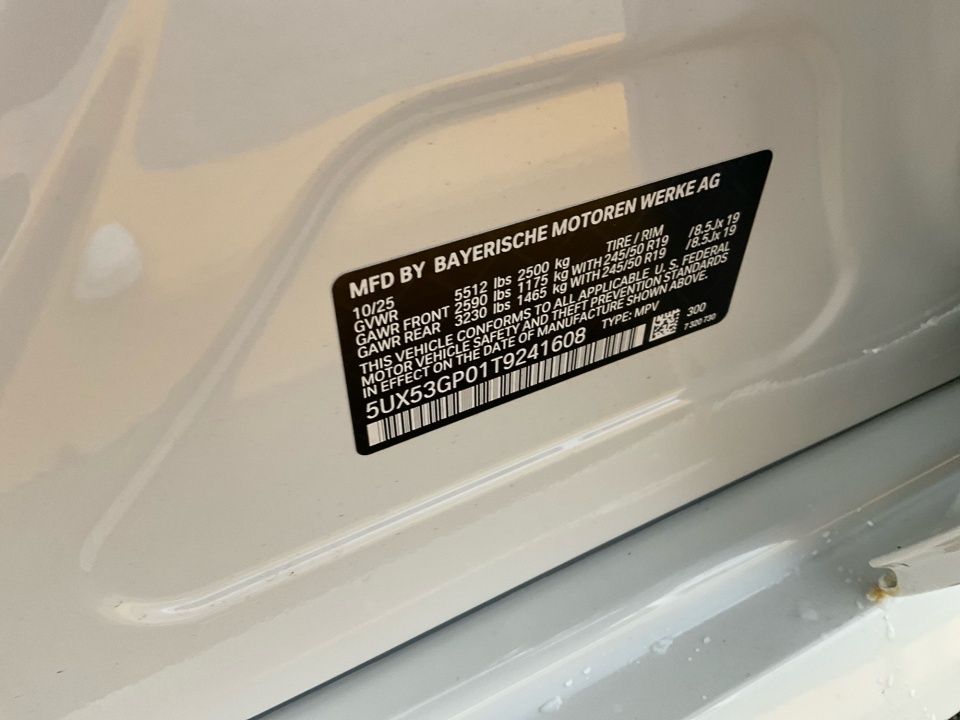 MFD BY BAYERISCHE MOTOREN WERKE AG
10/25 TIRE / RIM
GVWR 5512 lbs 2500 kg
GAWR FRONT 2590 lbs 1175 kg WITH 245/50 R19 /8.5Jx 19
GAWR REAR 3230 lbs 1465 kg WITH 245/50 R19 /8.5Jx 19
THIS VEHICLE CONFORMS TO ALL APPLICABLE U.S. FEDERAL
MOTOR VEHICLE SAFETY AND THEFT PREVENTION STANDARDS
IN EFFECT ON THE DATE OF MANUFACTURE SHOWN ABOVE.
5UX53GP01T9241608 TYPE: MPV 300
7 320 730